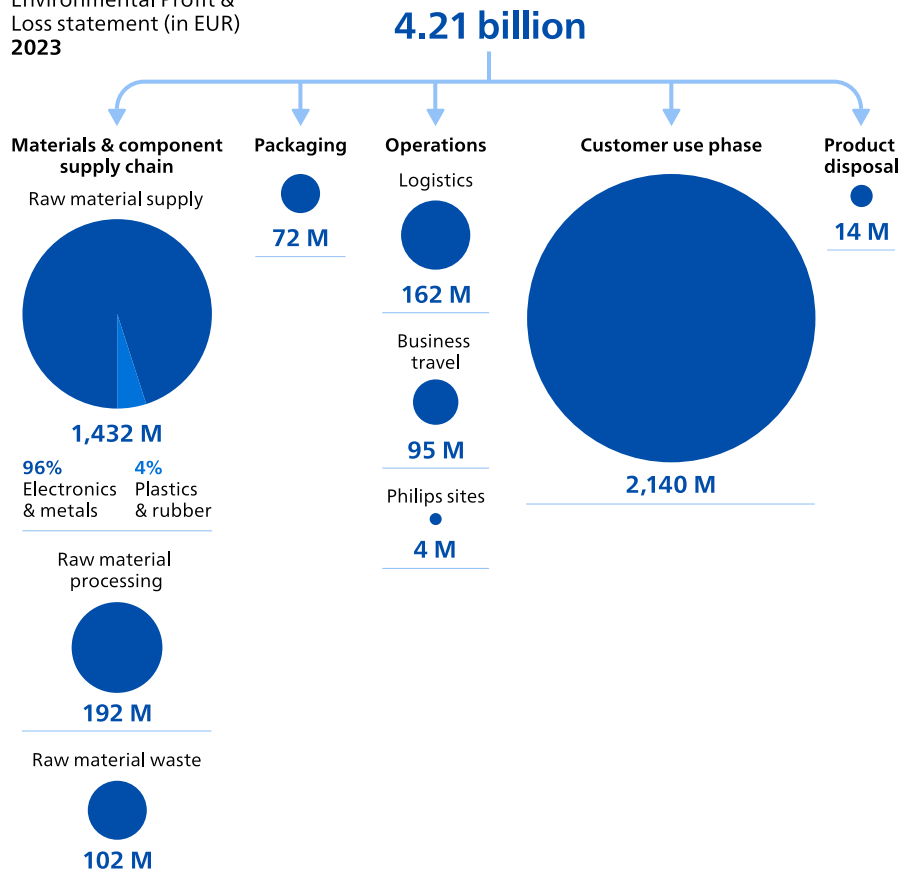 Environmental Profit &
Loss statement (in EUR)
2023
4.21 billion
Materials & component
supply chain
Raw material supply
1,432 M
96%
Electronics
& metals
4%
Plastics
& rubber
Raw material
processing
192 M
Raw material waste
102 M
Packaging
72 M
Operations
Logistics
162 M
Business
travel
95 M
Philips sites
4 M
Customer use phase
2,140 M
Product
disposal
14 M